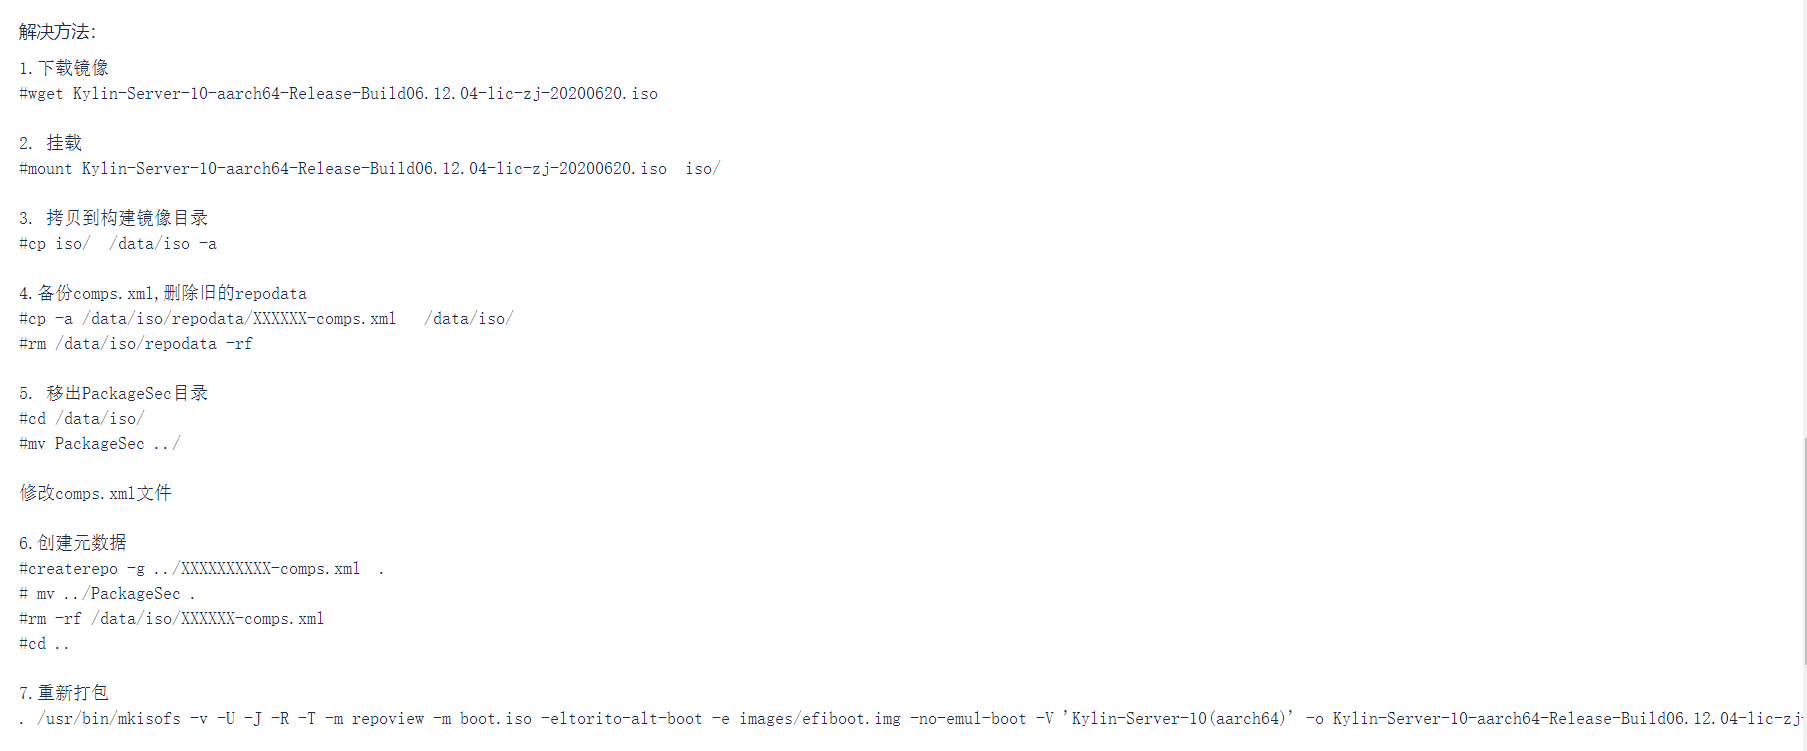 解决方法：
1.下载镜像
#wget Kylin-Server-10-aarch64-Release-Build06.12.04-lic-zj-20200620.iso
2. 挂载
#mount Kylin-Server-10-aarch64-Release-Build06.12.04-lic-zj-20200620.iso  iso/
3. 拷贝到构建镜像目录
#cp iso/  /data/iso -a
4.备份comps.xml,删除旧的repodata
#cp -a /data/iso/repodata/XXXXXX-comps.xml   /data/iso/
#rm /data/iso/repodata -rf
5. 移出PackageSec目录
#cd /data/iso/
#mv PackageSec ../
修改comps.xml文件
6.创建元数据
#createrepo -g ../XXXXXXXXXX-comps.xml  .
# mv ../PackageSec .
#rm -rf /data/iso/XXXXXX-comps.xml
#cd ..
7.重新打包
. /usr/bin/mkisofs -v -U -J -R -T -m repoview -m boot.iso -eltorito-alt-boot -e images/efiboot.img -no-emul-boot -V 'Kylin-Server-10(aarch64)' -o Kylin-Server-10-aarch64-Release-Build06.12.04-lic-zj-